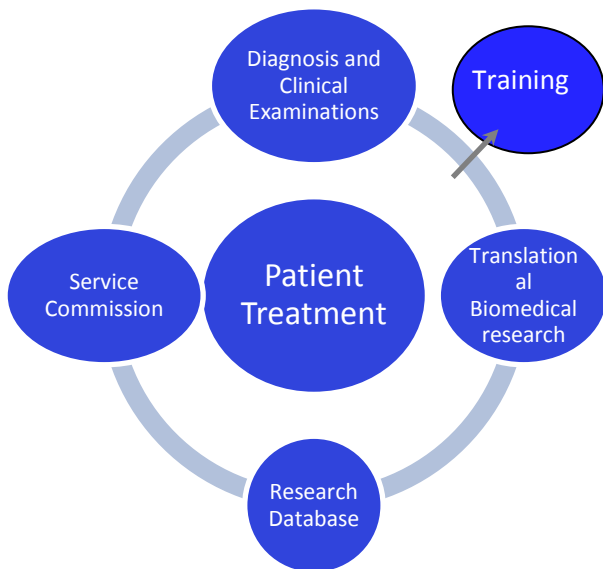 Diagnosis and
Clinical
Examinations
Training
Service
Commission
Patient
Treatment
Translation
al
Biomedical
research
Research
Database